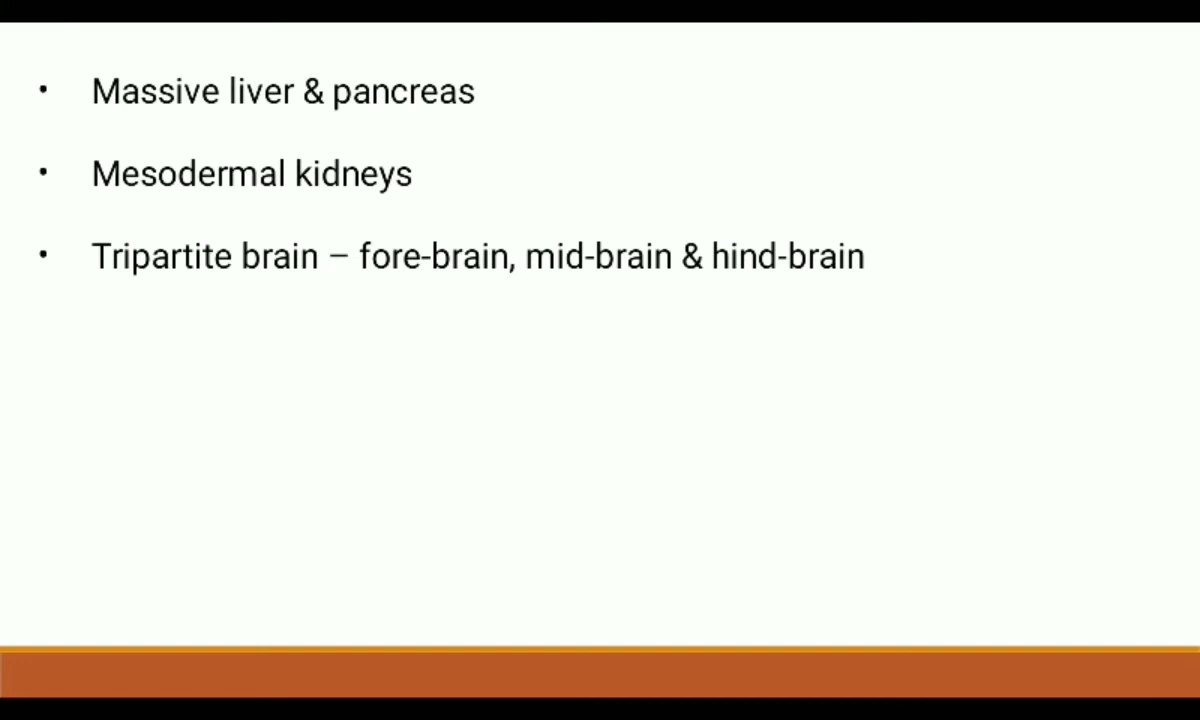 • Massive liver & pancreas
• Mesodermal kidneys
• Tripartite brain – fore-brain, mid-brain & hind-brain